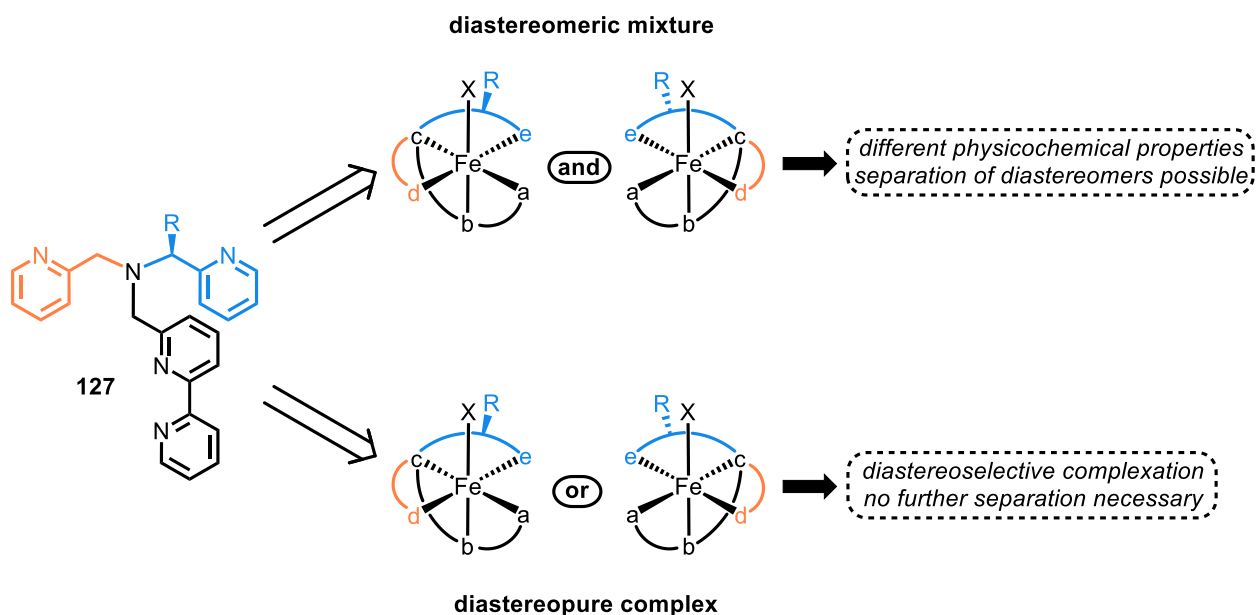 diastereomeric mixture
X R
c e
Fe
d a
b
and
R X
e c
Fe
a d
b
different physicochemical properties
separation of diastereomers possible
R
N N N
N
127
N
X R
c e
Fe
d a
b
or
R X
e c
Fe
a d
b
diastereoselective complexation
no further separation necessary
diastereopure complex